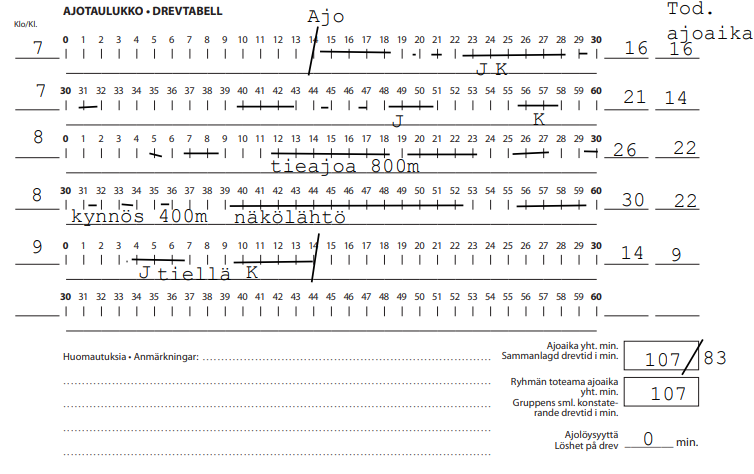 AJOTAULUKKO • DREVTABELL
Ajo
Tod.
ajoaika
Klo/Kl.
0 1 2 3 4 5 6 7 8 9 10 11 12 13 14 15 16 17 18 19 20 21 22 23 24 25 26 27 28 29 30
7 16 16
J K
30 31 32 33 34 35 36 37 38 39 40 41 42 43 44 45 46 47 48 49 50 51 52 53 54 55 56 57 58 59 60
7 21 14
J K
0 1 2 3 4 5 6 7 8 9 10 11 12 13 14 15 16 17 18 19 20 21 22 23 24 25 26 27 28 29 30
8 26 22
tieajoa 800m
30 31 32 33 34 35 36 37 38 39 40 41 42 43 44 45 46 47 48 49 50 51 52 53 54 55 56 57 58 59 60
8 30 22
kynnös 400m näkölähtö
0 1 2 3 4 5 6 7 8 9 10 11 12 13 14 15 16 17 18 19 20 21 22 23 24 25 26 27 28 29 30
9 14 9
J tiellä K
30 31 32 33 34 35 36 37 38 39 40 41 42 43 44 45 46 47 48 49 50 51 52 53 54 55 56 57 58 59 60
Huomautuksia • Anmärkningar:
Ajoaika yht. min.
Sammanlagd drevtid i min.
107/83
Ryhmän toteama ajoaika
yht. min.
Gruppens sml. konstate-
rande drevtid i min.
107
Ajolöysyyttä
Löshet på drev
0 min.